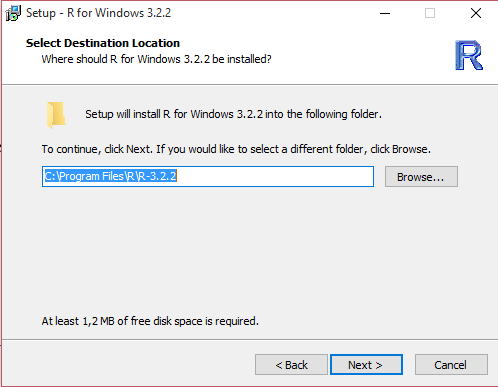 Setup - R for Windows 3.2.2
Select Destination Location
Where should R for Windows 3.2.2 be installed?
R
Setup will install R for Windows 3.2.2 into the following folder.
To continue, click Next. If you would like to select a different folder, click Browse.
C:\Program Files\R\R-3.2.2
Browse...
At least 1,2 MB of free disk space is required.
< Back
Next >
Cancel